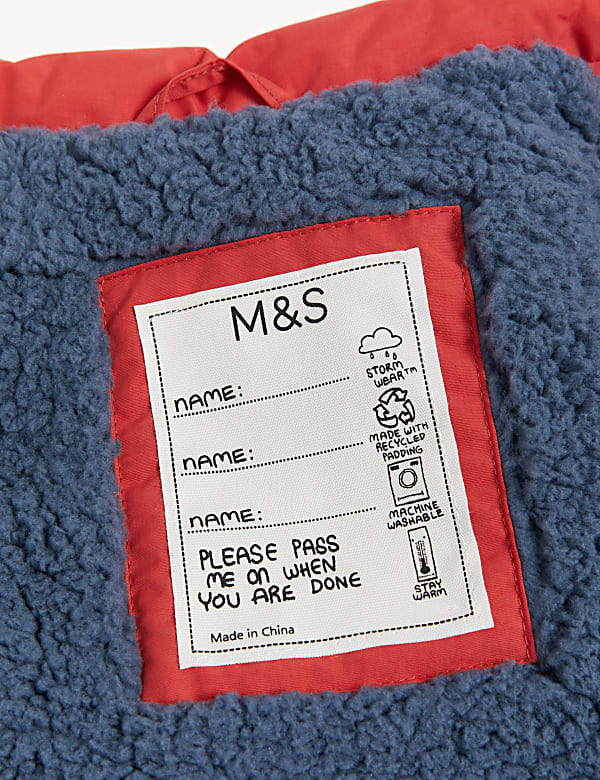 M&S
NAME:
NAME:
NAME:
PLEASE PASS
ME ON WHEN
YOU ARE DONE
Made in China
STORM
WEAR™
MADE WITH
RECYCLED
PADDING
MACHINE
WASHABLE
STAY
WARM